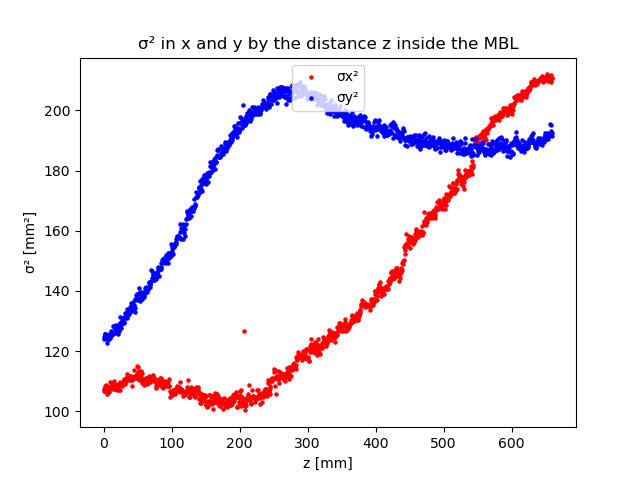 σ² in x and y by the distance z inside the MBL
σx²
σy²
σ² [mm²]
200
180
160
140
120
100
0 100 200 300 400 500 600
z [mm]